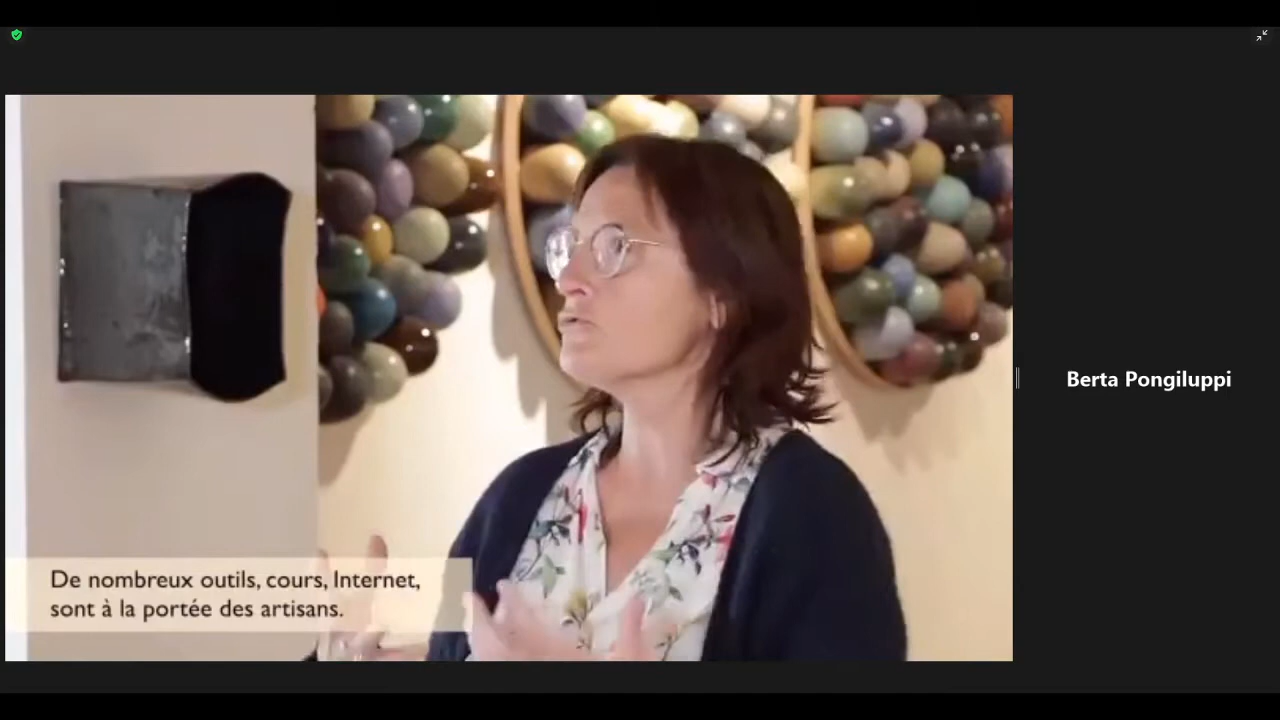 De nombreux outils, cours, Internet,
sont à la portée des artisans.
Berta Pongiluppi